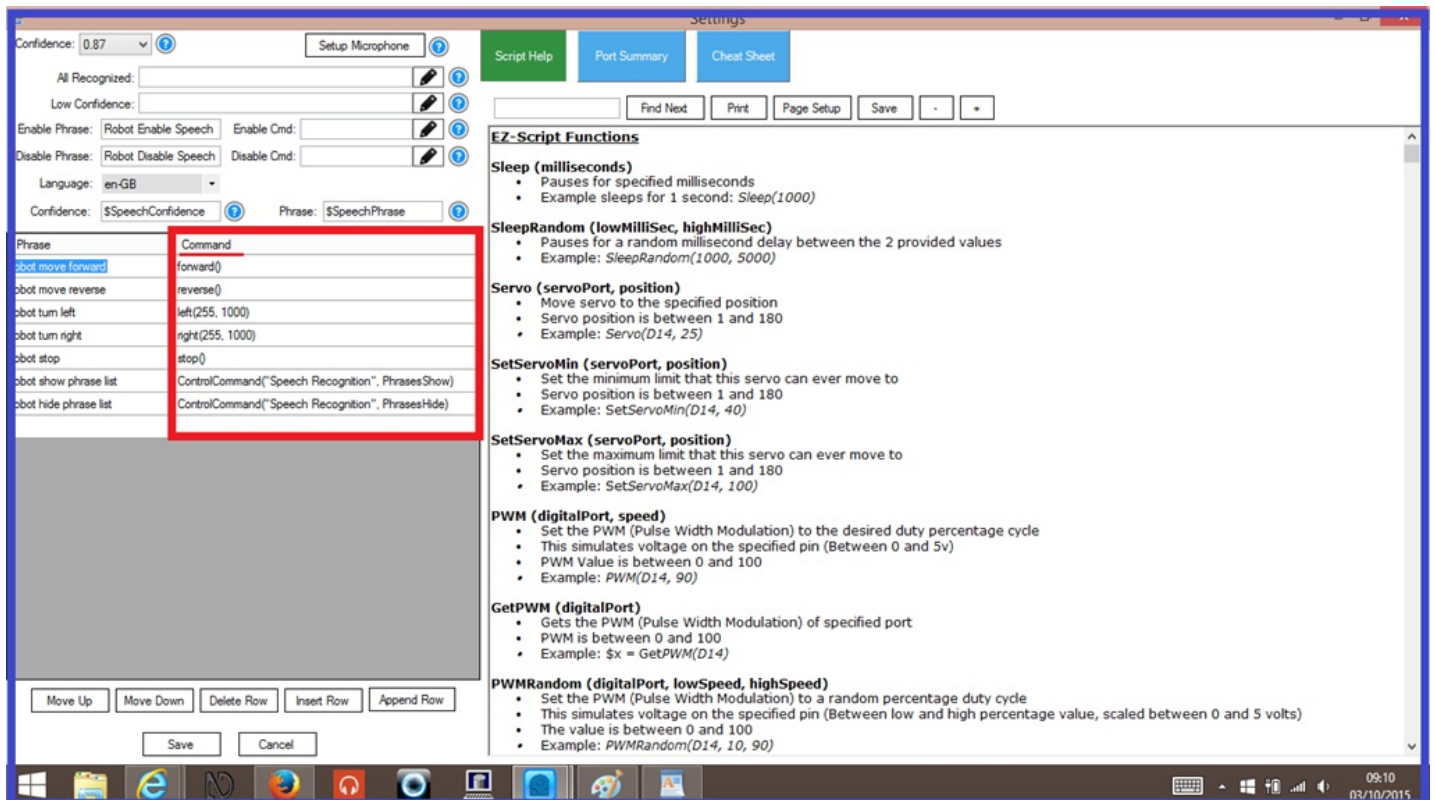 Settings
Confidence: 0.87
Setup Microphone
All Recognized:
Low Confidence:
Enable Phrase: Robot Enable Speech Enable Cmd:
Disable Phrase: Robot Disable Speech Disable Cmd:
Language: en-GB
Confidence: $SpeechConfidence Phrase: $SpeechPhrase
Phrase Command
obot move forward forward()
obot move reverse reverse()
obot turn left left(255, 1000)
obot turn right right(255, 1000)
obot stop stop()
obot show phrase list ControlCommand("Speech Recognition", PhrasesShow)
obot hide phrase list ControlCommand("Speech Recognition", PhrasesHide)
Move Up Move Down Delete Row Insert Row Append Row
Save Cancel
Script Help Port Summary Cheat Sheet
Find Next Print Page Setup Save - +
EZ-Script Functions
Sleep (milliseconds)
• Pauses for specified milliseconds
• Example sleeps for 1 second: Sleep(1000)
SleepRandom (lowMilliSec, highMilliSec)
• Pauses for a random millisecond delay between the 2 provided values
• Example: SleepRandom(1000, 5000)
Servo (servoPort, position)
• Move servo to the specified position
• Servo position is between 1 and 180
• Example: Servo(D14, 25)
SetServoMin (servoPort, position)
• Set the minimum limit that this servo can ever move to
• Servo position is between 1 and 180
• Example: SetServoMin(D14, 40)
SetServoMax (servoPort, position)
• Set the maximum limit that this servo can ever move to
• Servo position is between 1 and 180
• Example: SetServoMax(D14, 100)
PWM (digitalPort, speed)
• Set the PWM (Pulse Width Modulation) to the desired duty percentage cycle
• This simulates voltage on the specified pin (Between 0 and 5v)
• PWM Value is between 0 and 100
• Example: PWM(D14, 90)
GetPWM (digitalPort)
• Gets the PWM (Pulse Width Modulation) of specified port
• PWM is between 0 and 100
• Example: $x = GetPWM(D14)
PWMRandom (digitalPort, lowSpeed, highSpeed)
• Set the PWM (Pulse Width Modulation) to a random percentage duty cycle
• This simulates voltage on the specified pin (Between low and high percentage value, scaled between 0 and 5 volts)
• The value is between 0 and 100
• Example: PWMRandom(D14, 10, 90)
09:10
03/10/2015